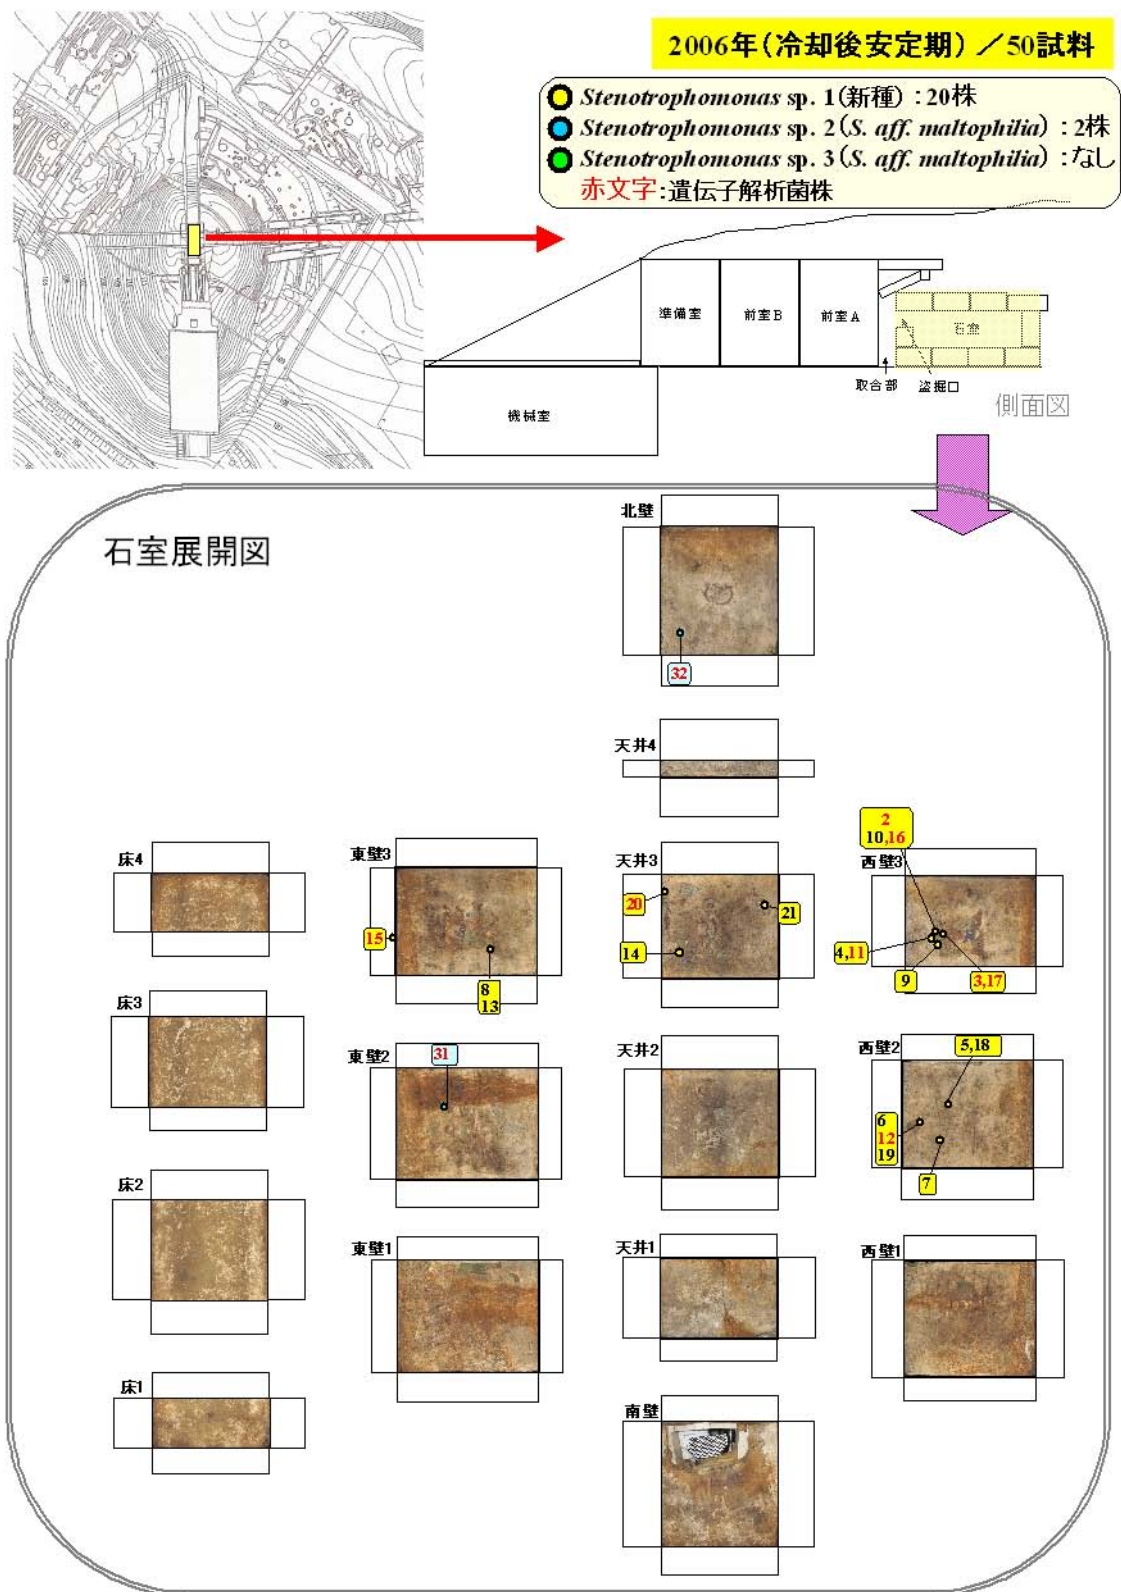 2006年(冷却後安定期)／50試料
Stenotrophomonas sp. 1(新種)：20株
Stenotrophomonas sp. 2(S. aff. maltophilia)：2株
Stenotrophomonas sp. 3(S. aff. maltophilia)：なし
赤文字：遺伝子解析菌株
準備室
前室B
前室A
石室
取合部
盗掘口
機械室
側面図
石室展開図
北壁
32
天井4
床4
東壁3
15
8
13
天井3
20
21
14
西壁3
2
10,16
4,11
9
3,17
床3
東壁2
31
天井2
西壁2
5,18
6
12
19
7
床2
東壁1
天井1
西壁1
床1
南壁